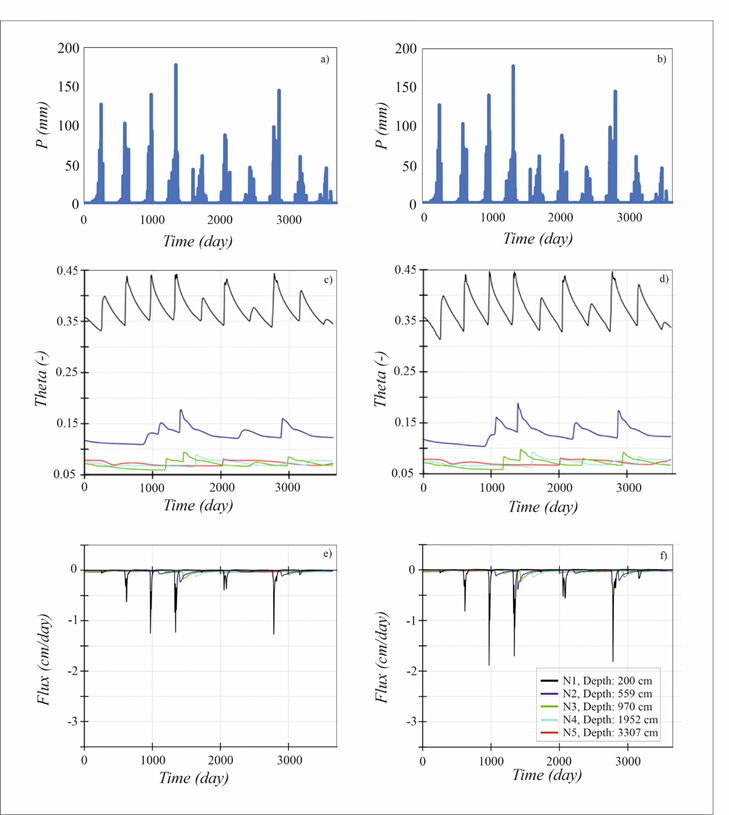 200
150
100
50
0
P (mm)
a)
0 1000 2000 3000
Time (day)
200
150
100
50
0
P (mm)
b)
0 1000 2000 3000
Time (day)
0.45
0.35
0.25
0.15
0.05
Theta (-)
c)
0 1000 2000 3000
Time (day)
0.45
0.35
0.25
0.15
0.05
Theta (-)
d)
0 1000 2000 3000
Time (day)
0
-1
-2
-3
Flux (cm/day)
e)
0 1000 2000 3000
Time (day)
0
-1
-2
-3
Flux (cm/day)
f)
N1, Depth: 200 cm
N2, Depth: 559 cm
N3, Depth: 970 cm
N4, Depth: 1952 cm
N5, Depth: 3307 cm
0 1000 2000 3000
Time (day)